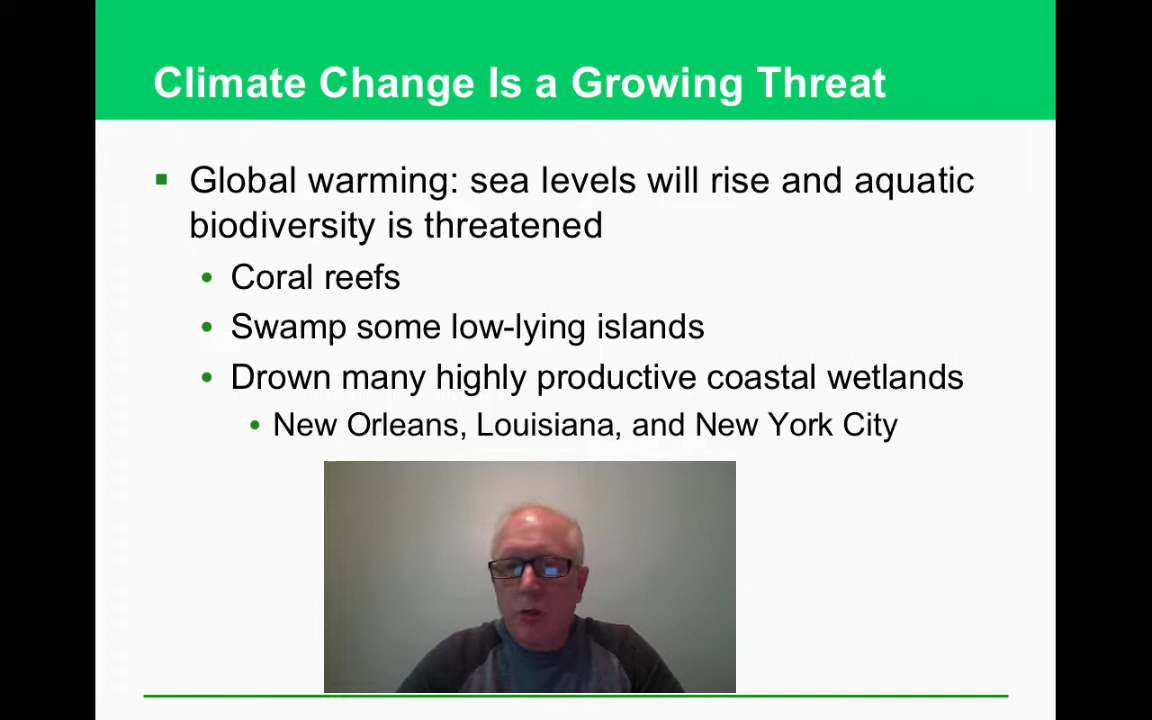 Climate Change Is a Growing Threat
Global warming: sea levels will rise and aquatic
biodiversity is threatened
Coral reefs
Swamp some low-lying islands
Drown many highly productive coastal wetlands
New Orleans, Louisiana, and New York City